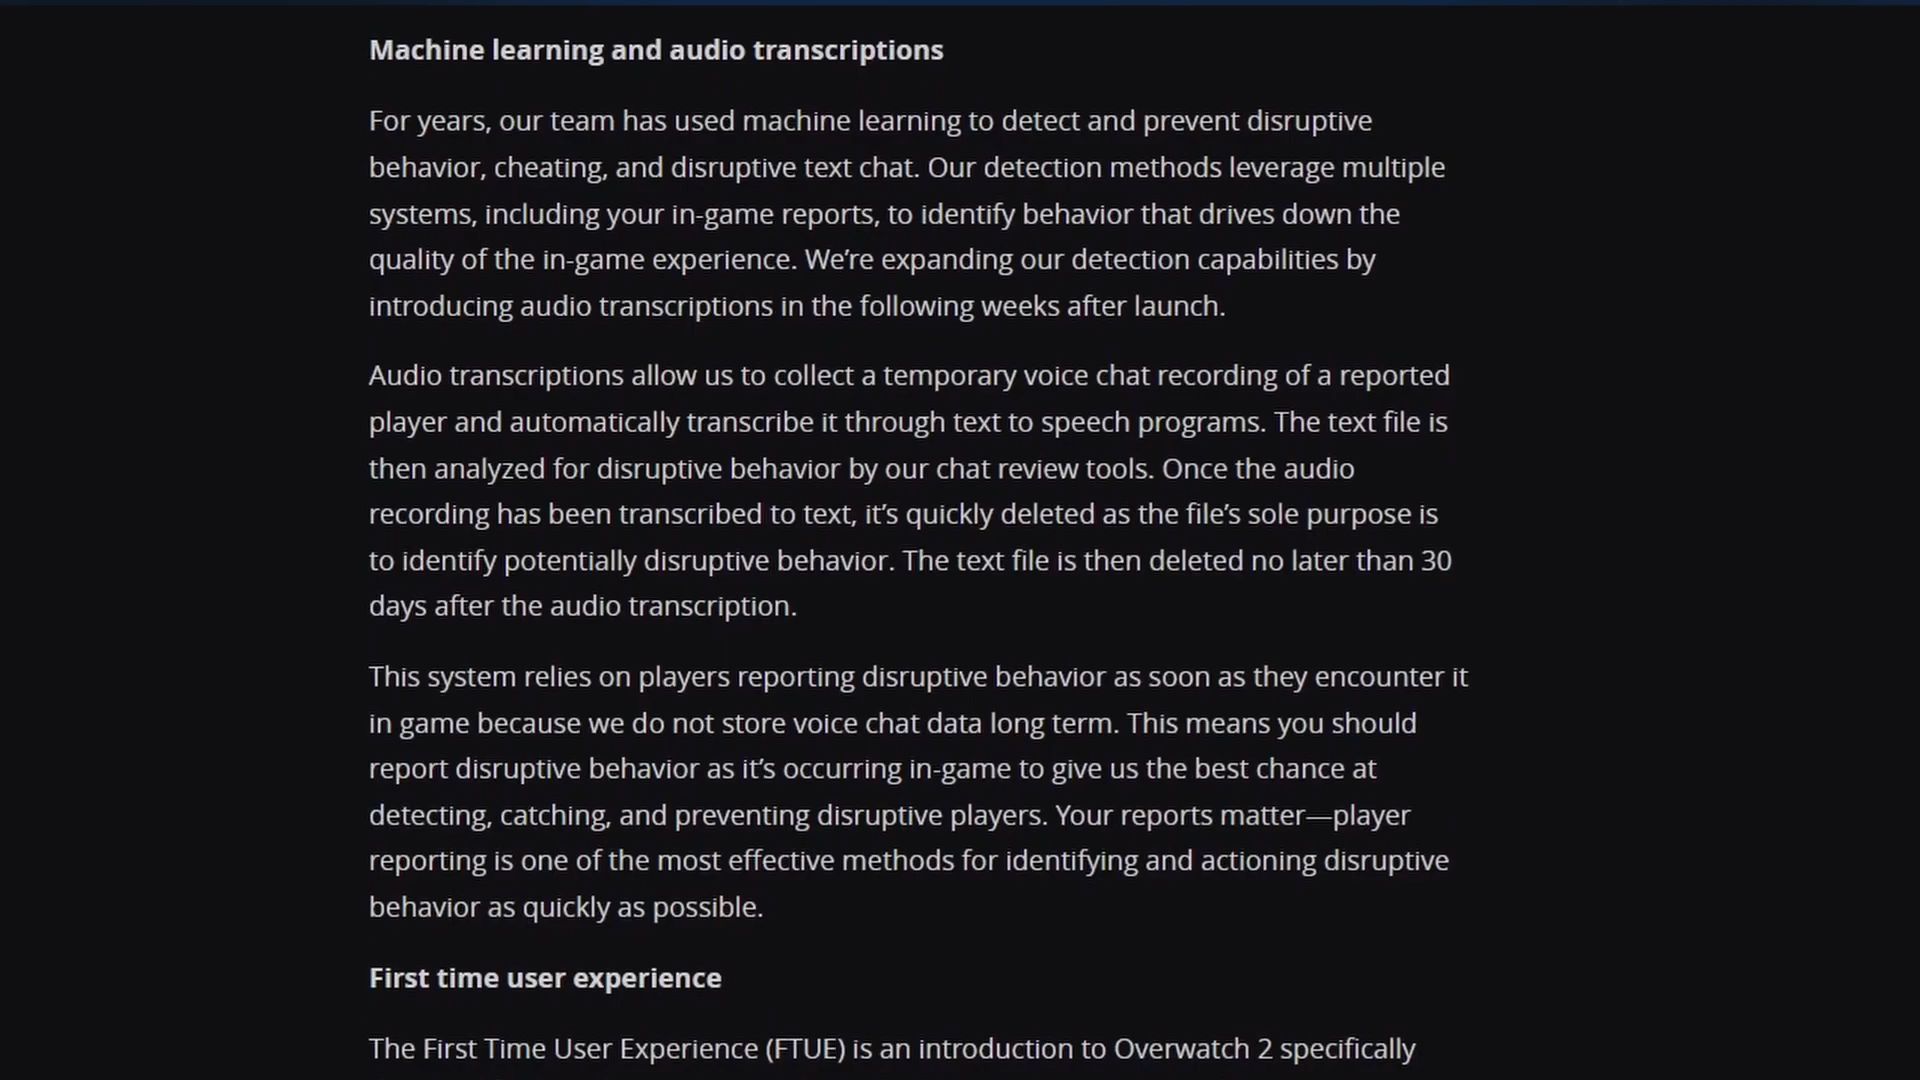 Machine learning and audio transcriptions
For years, our team has used machine learning to detect and prevent disruptive
behavior, cheating, and disruptive text chat. Our detection methods leverage multiple
systems, including your in-game reports, to identify behavior that drives down the
quality of the in-game experience. We’re expanding our detection capabilities by
introducing audio transcriptions in the following weeks after launch.
Audio transcriptions allow us to collect a temporary voice chat recording of a reported
player and automatically transcribe it through text to speech programs. The text file is
then analyzed for disruptive behavior by our chat review tools. Once the audio
recording has been transcribed to text, it’s quickly deleted as the file’s sole purpose is
to identify potentially disruptive behavior. The text file is then deleted no later than 30
days after the audio transcription.
This system relies on players reporting disruptive behavior as soon as they encounter it
in game because we do not store voice chat data long term. This means you should
report disruptive behavior as it’s occurring in-game to give us the best chance at
detecting, catching, and preventing disruptive players. Your reports matter—player
reporting is one of the most effective methods for identifying and actioning disruptive
behavior as quickly as possible.
First time user experience
The First Time User Experience (FTUE) is an introduction to Overwatch 2 specifically